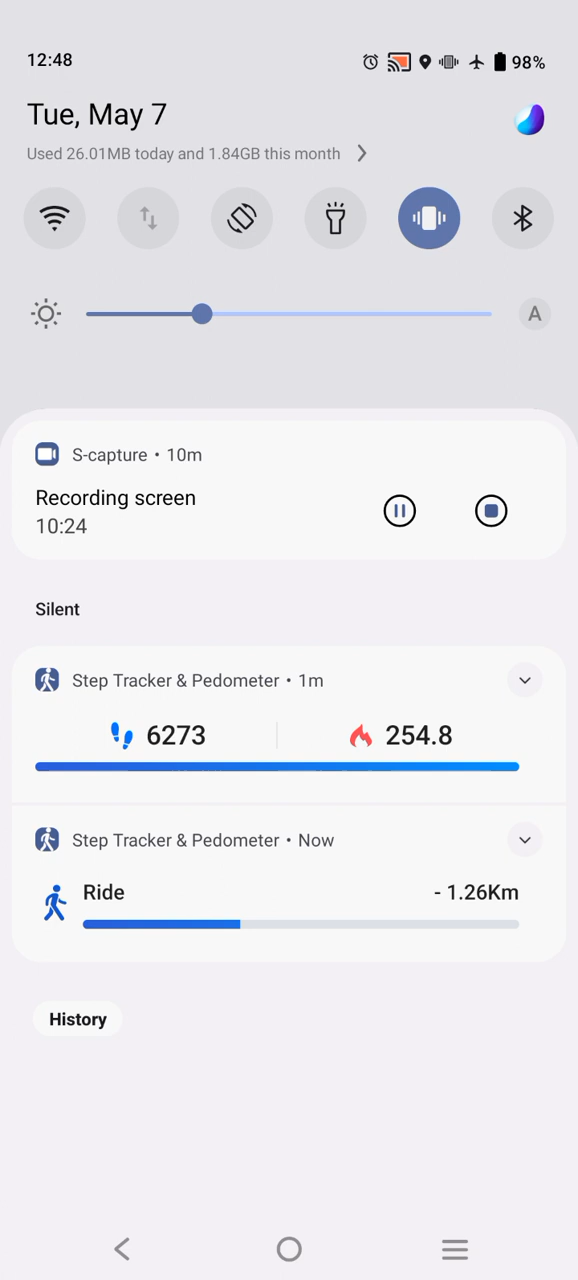 12:48
98%
Tue, May 7
Used 26.01MB today and 1.84GB this month
A
S-capture • 10m
Recording screen
10:24
Silent
Step Tracker & Pedometer • 1m
6273
254.8
Step Tracker & Pedometer • Now
Ride
- 1.26Km
History